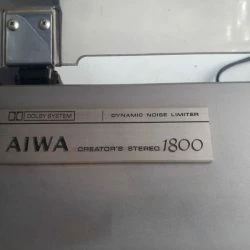 DOLBY SYSTEM DYNAMIC NOISE LIMITER
AIWA CREATOR'S STEREO 1800